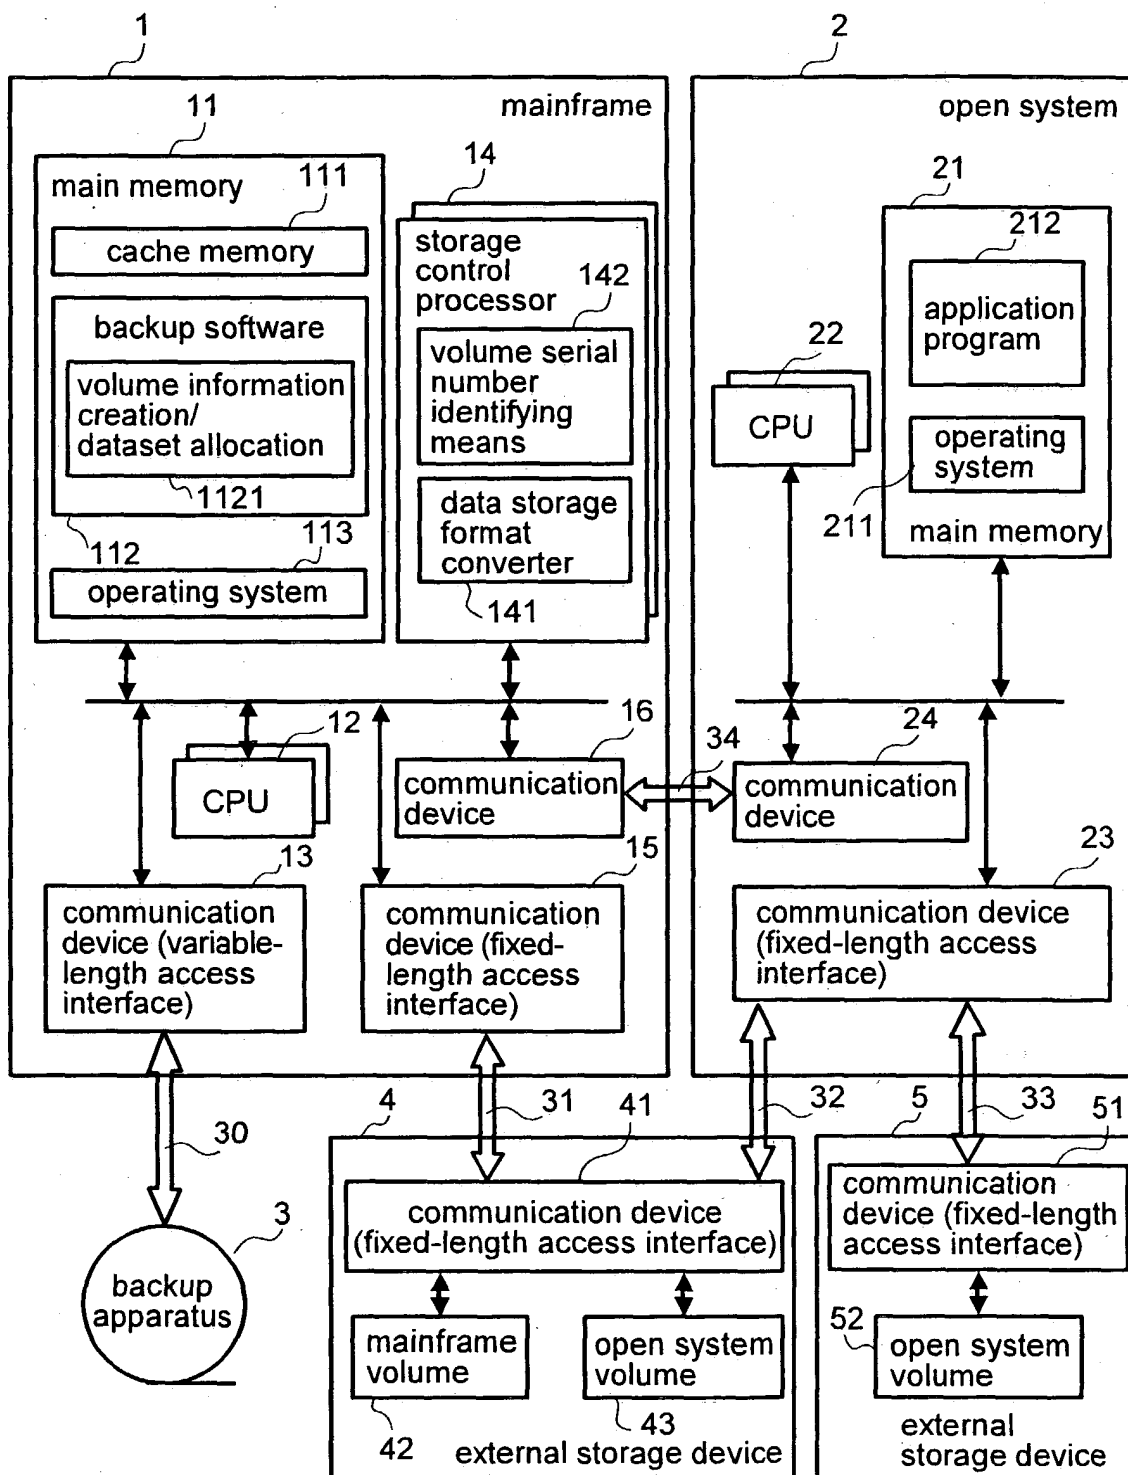 1
mainframe
11
main memory
111
cache memory
backup software
volume information
creation/
dataset allocation
1121
112
113
operating system
14
storage
control
processor
142
volume serial
number
identifying
means
data storage
format
converter
141
12
CPU
16
communication
device
13
communication
device (variable-
length access
interface)
15
communication
device (fixed-
length access
interface)
34
2
open system
21
212
application
program
operating
system
211
main memory
22
CPU
24
communication
device
23
communication device
(fixed-length access
interface)
30
31
32
33
3
backup
apparatus
4
41
communication device
(fixed-length access interface)
mainframe
volume
42
open system
volume
43
external storage device
5
51
communication
device (fixed-length
access interface)
52
open system
volume
external
storage device